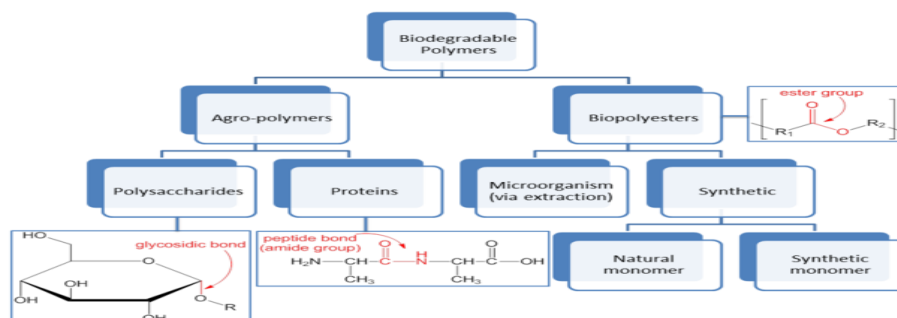 Biodegradable
Polymers
Agro-polymers
Biopolyesters
ester group
O
R1
O
R2
Polysaccharides
Proteins
Microorganism
(via extraction)
Synthetic
glycosidic bond
HO
O
OH
OH
OH
O
R
peptide bond
(amide group)
O
H
N
O
H2N
CH
C
CH
C
OH
CH3
CH3
Natural
monomer
Synthetic
monomer